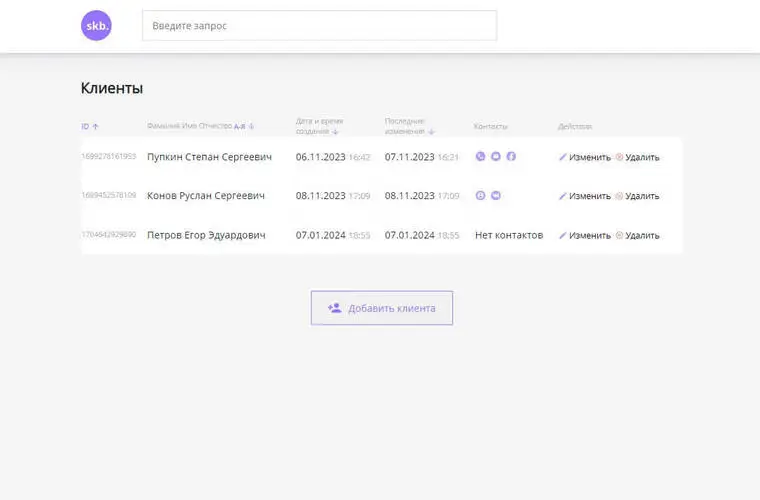 skb.
Введите запрос
Клиенты
ID Фамилия Имя Отчество А-Я Дата и время создания Последние изменения Контакты Действия
1699278161953 Пупкин Степан Сергеевич 06.11.2023 16:42 07.11.2023 16:21 Изменить Удалить
1699452578109 Конов Руслан Сергеевич 08.11.2023 17:09 08.11.2023 17:09 Изменить Удалить
1704642929890 Петров Егор Эдуардович 07.01.2024 18:55 07.01.2024 18:55 Нет контактов Изменить Удалить
Добавить клиента